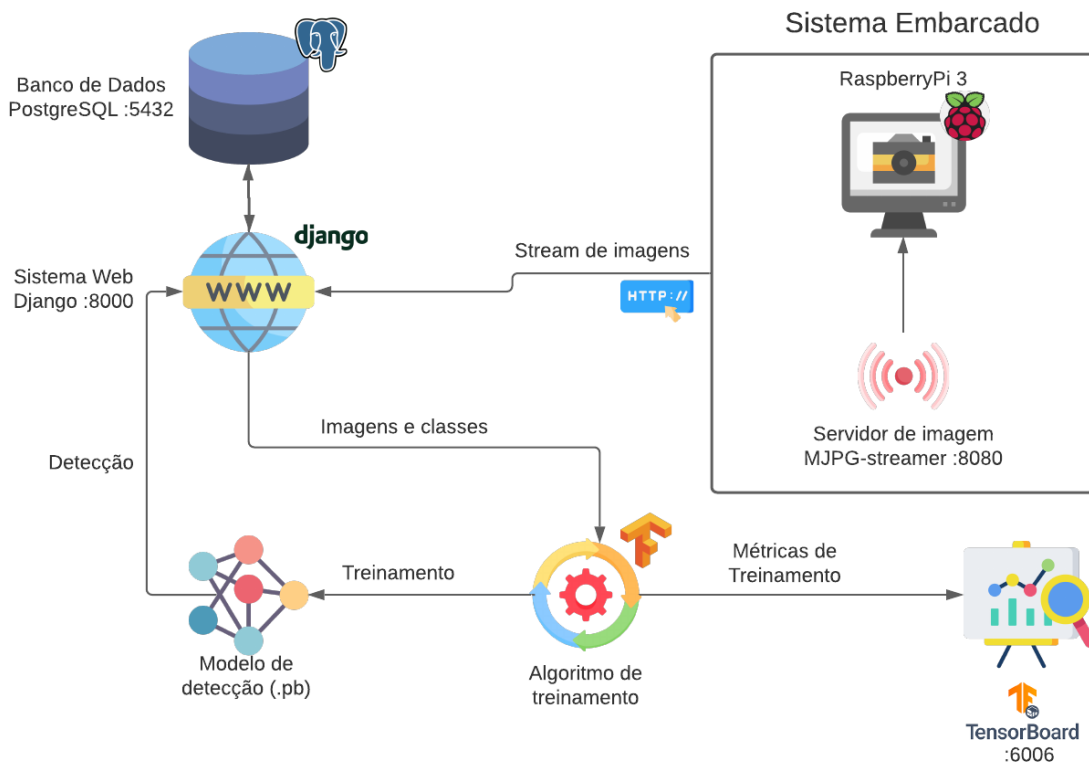 Sistema Embarcado
RaspberryPi 3
Banco de Dados
PostgreSQL :5432
django
Stream de imagens
Sistema Web
Django :8000
WWW
HTTP://
Servidor de imagem
MJPG-streamer :8080
Imagens e classes
Detecção
Treinamento
Métricas de
Treinamento
Modelo de
detecção (.pb)
Algoritmo de
treinamento
TensorBoard
:6006